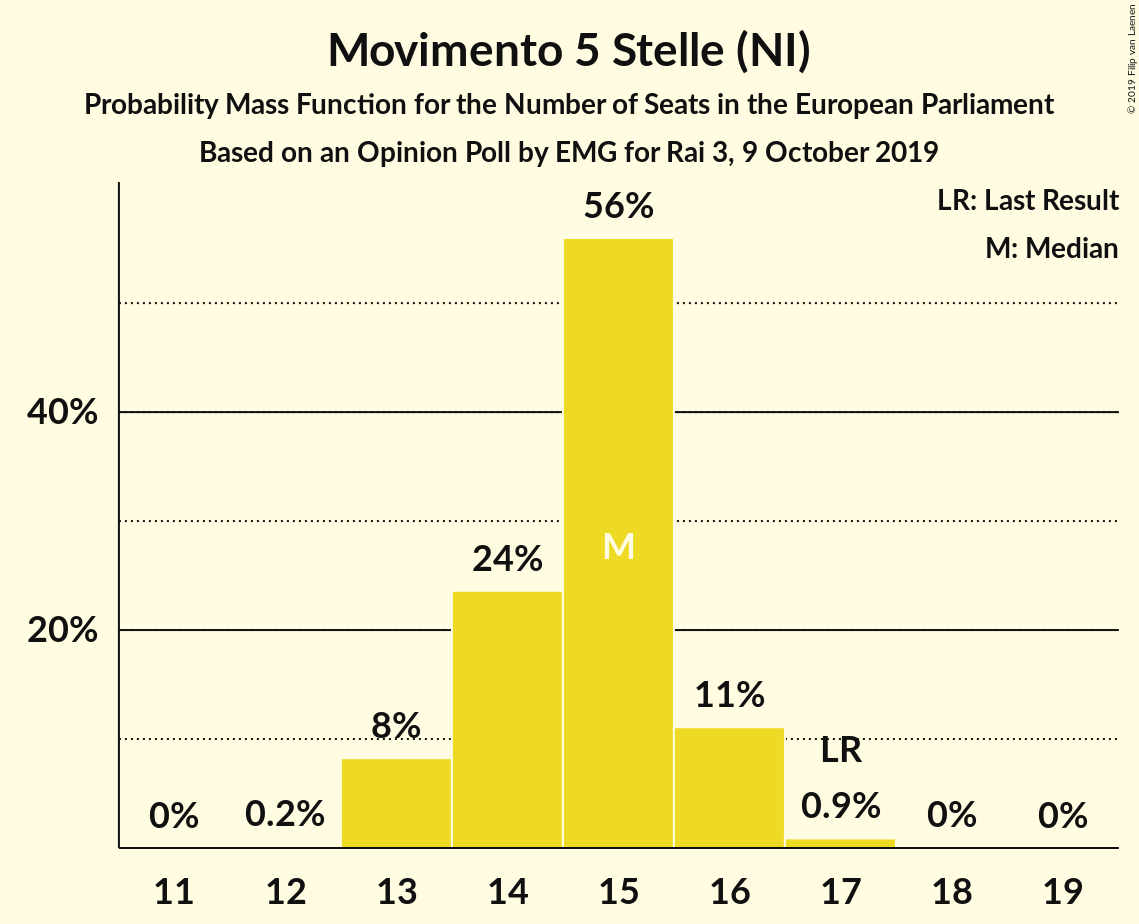 Movimento 5 Stelle (NI)
Probability Mass Function for the Number of Seats in the European Parliament
Based on an Opinion Poll by EMG for Rai 3, 9 October 2019
© 2019 Filip van Laenen
LR: Last Result
M: Median
56%
40%
M
24%
20%
11%
8%
LR
0%
0.2%
0.9%
0%
0%
11 12 13 14 15 16 17 18 19